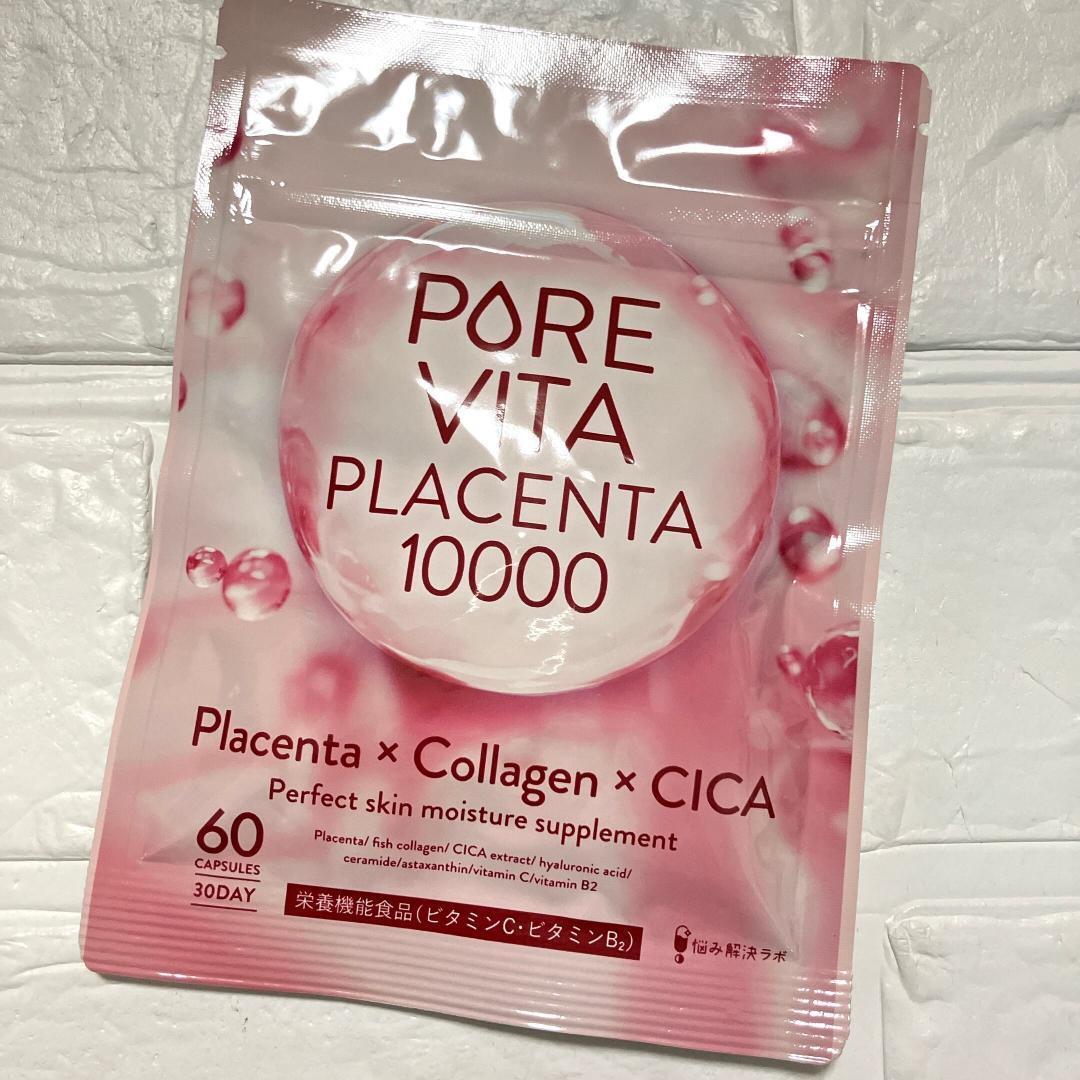 PORE
VITA
PLACENTA
10000
Placenta × Collagen × CICA
Perfect skin moisture supplement
Placenta/ fish collagen/ CICA extract/ hyaluronic acid/
ceramide/astaxanthin/vitamin C/vitamin B2
60
CAPSULES
30DAY
栄養機能食品(ビタミンC・ビタミンB₂)
悩み解決ラボ